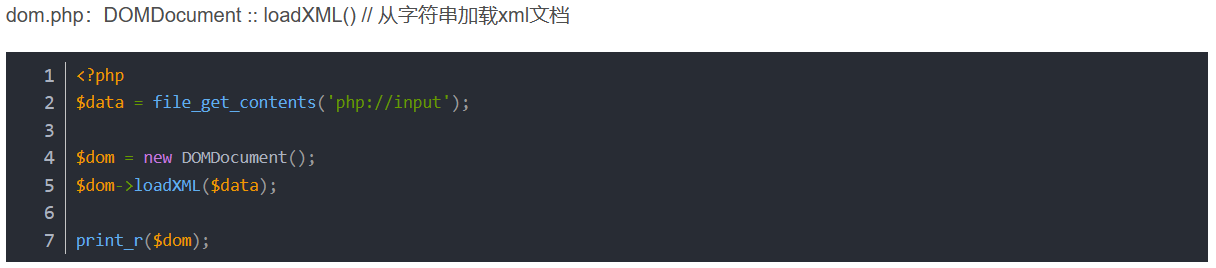 dom.php：DOMDocument :: loadXML() // 从字符串加载xml文档
1 <?php
2 $data = file_get_contents('php://input');
3
4 $dom = new DOMDocument();
5 $dom->loadXML($data);
6
7 print_r($dom);